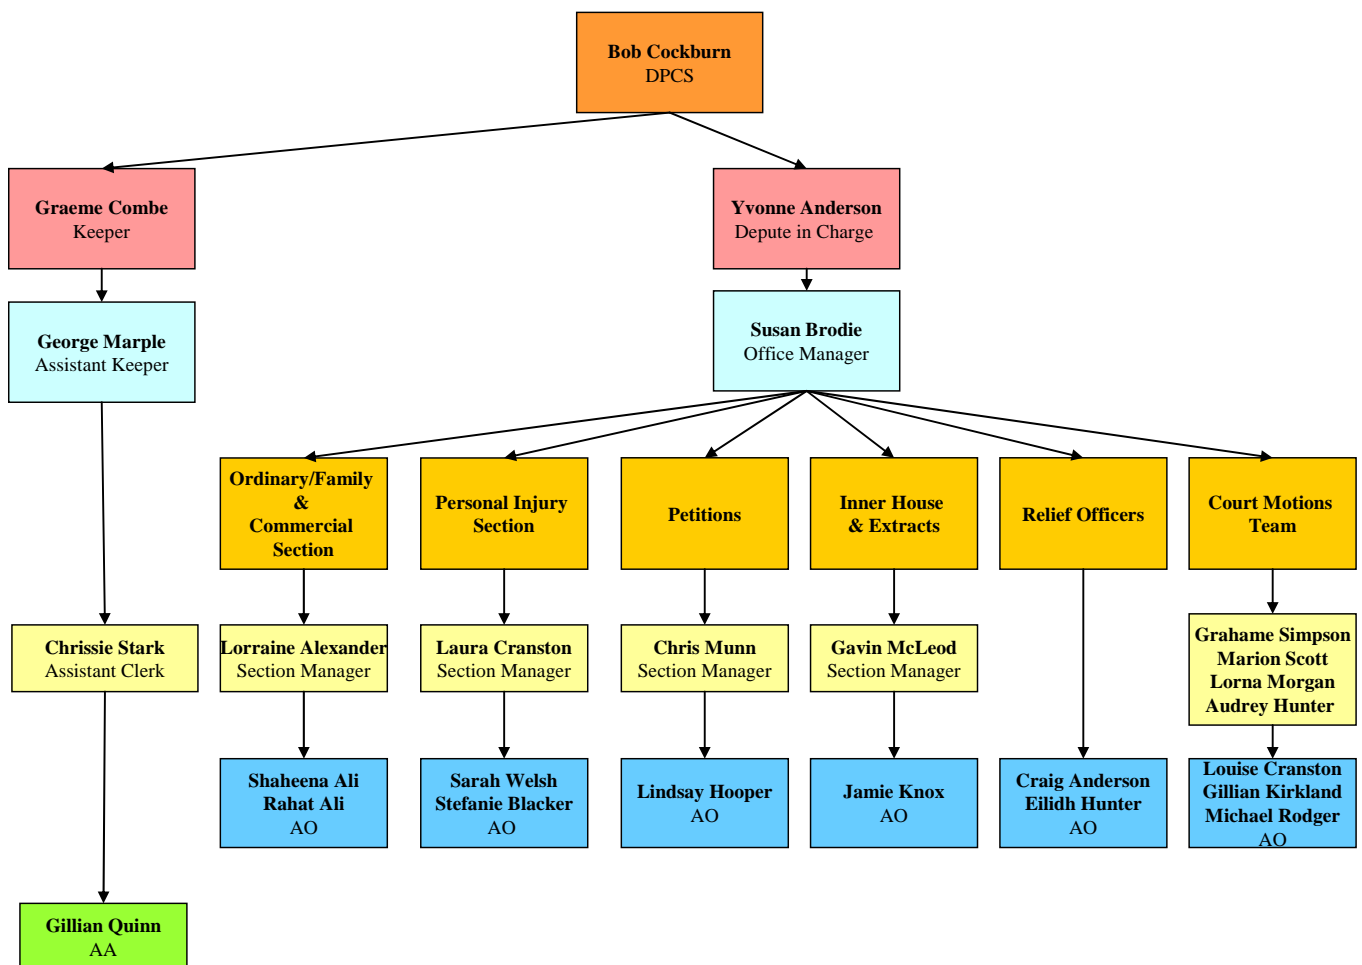 Bob Cockburn
DPCS
Graeme Combe
Keeper
Yvonne Anderson
Depute in Charge
George Marple
Assistant Keeper
Susan Brodie
Office Manager
Ordinary/Family
&
Commercial
Section
Personal Injury
Section
Petitions
Inner House
& Extracts
Relief Officers
Court Motions
Team
Chrissie Stark
Assistant Clerk
Lorraine Alexander
Section Manager
Laura Cranston
Section Manager
Chris Munn
Section Manager
Gavin McLeod
Section Manager
Grahame Simpson
Marion Scott
Lorna Morgan
Audrey Hunter
Shaheena Ali
Rahat Ali
AO
Sarah Welsh
Stefanie Blacker
AO
Lindsay Hooper
AO
Jamie Knox
AO
Craig Anderson
Eilidh Hunter
AO
Louise Cranston
Gillian Kirkland
Michael Rodger
AO
Gillian Quinn
AA